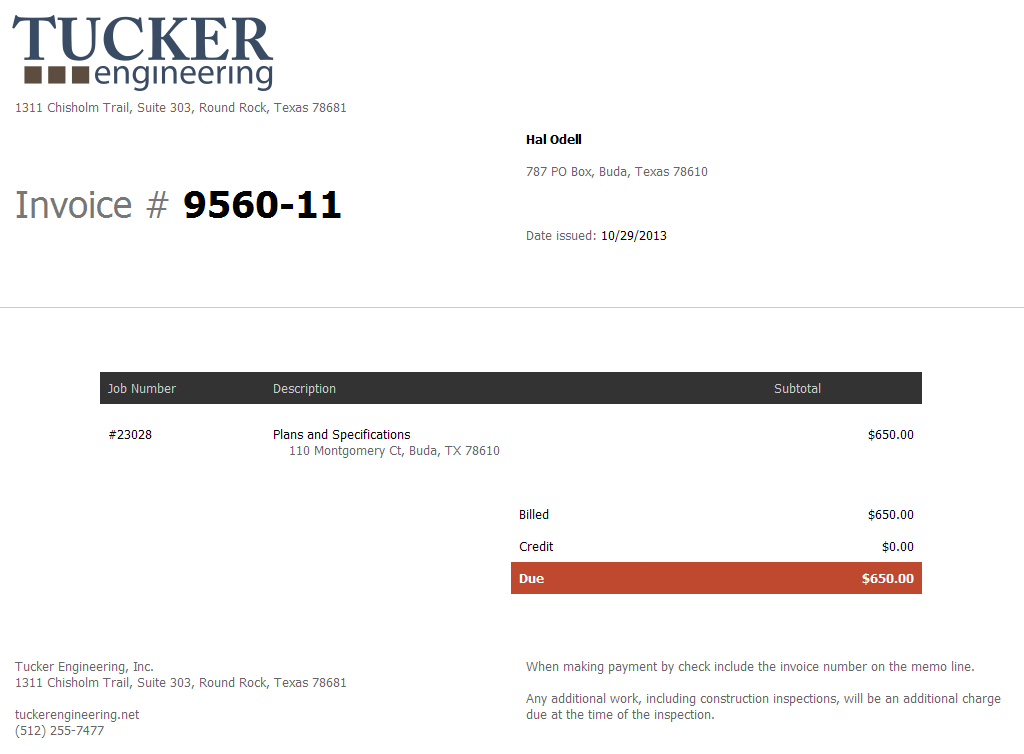 TUCKER
engineering
1311 Chisholm Trail, Suite 303, Round Rock, Texas 78681
Hal Odell
787 PO Box, Buda, Texas 78610
Invoice # 9560-11
Date issued: 10/29/2013
Job Number Description Subtotal
#23028 Plans and Specifications $650.00
110 Montgomery Ct, Buda, TX 78610
Billed $650.00
Credit $0.00
Due $650.00
Tucker Engineering, Inc.
1311 Chisholm Trail, Suite 303, Round Rock, Texas 78681
tuckerengineering.net
(512) 255-7477
When making payment by check include the invoice number on the memo line.
Any additional work, including construction inspections, will be an additional charge
due at the time of the inspection.